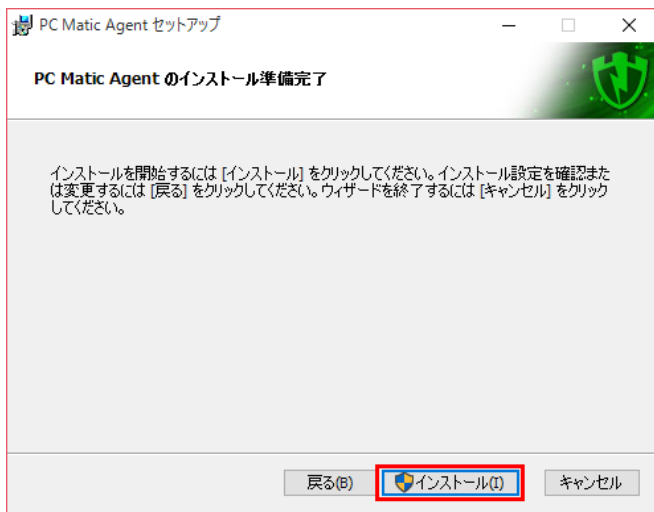 PC Matic Agent セットアップ
PC Matic Agent のインストール準備完了
インストールを開始するには [インストール] をクリックしてください。インストール設定を確認また
は変更するには [戻る] をクリックしてください。ウィザードを終了するには [キャンセル] をクリック
してください。
戻る(B) インストール(I) キャンセル